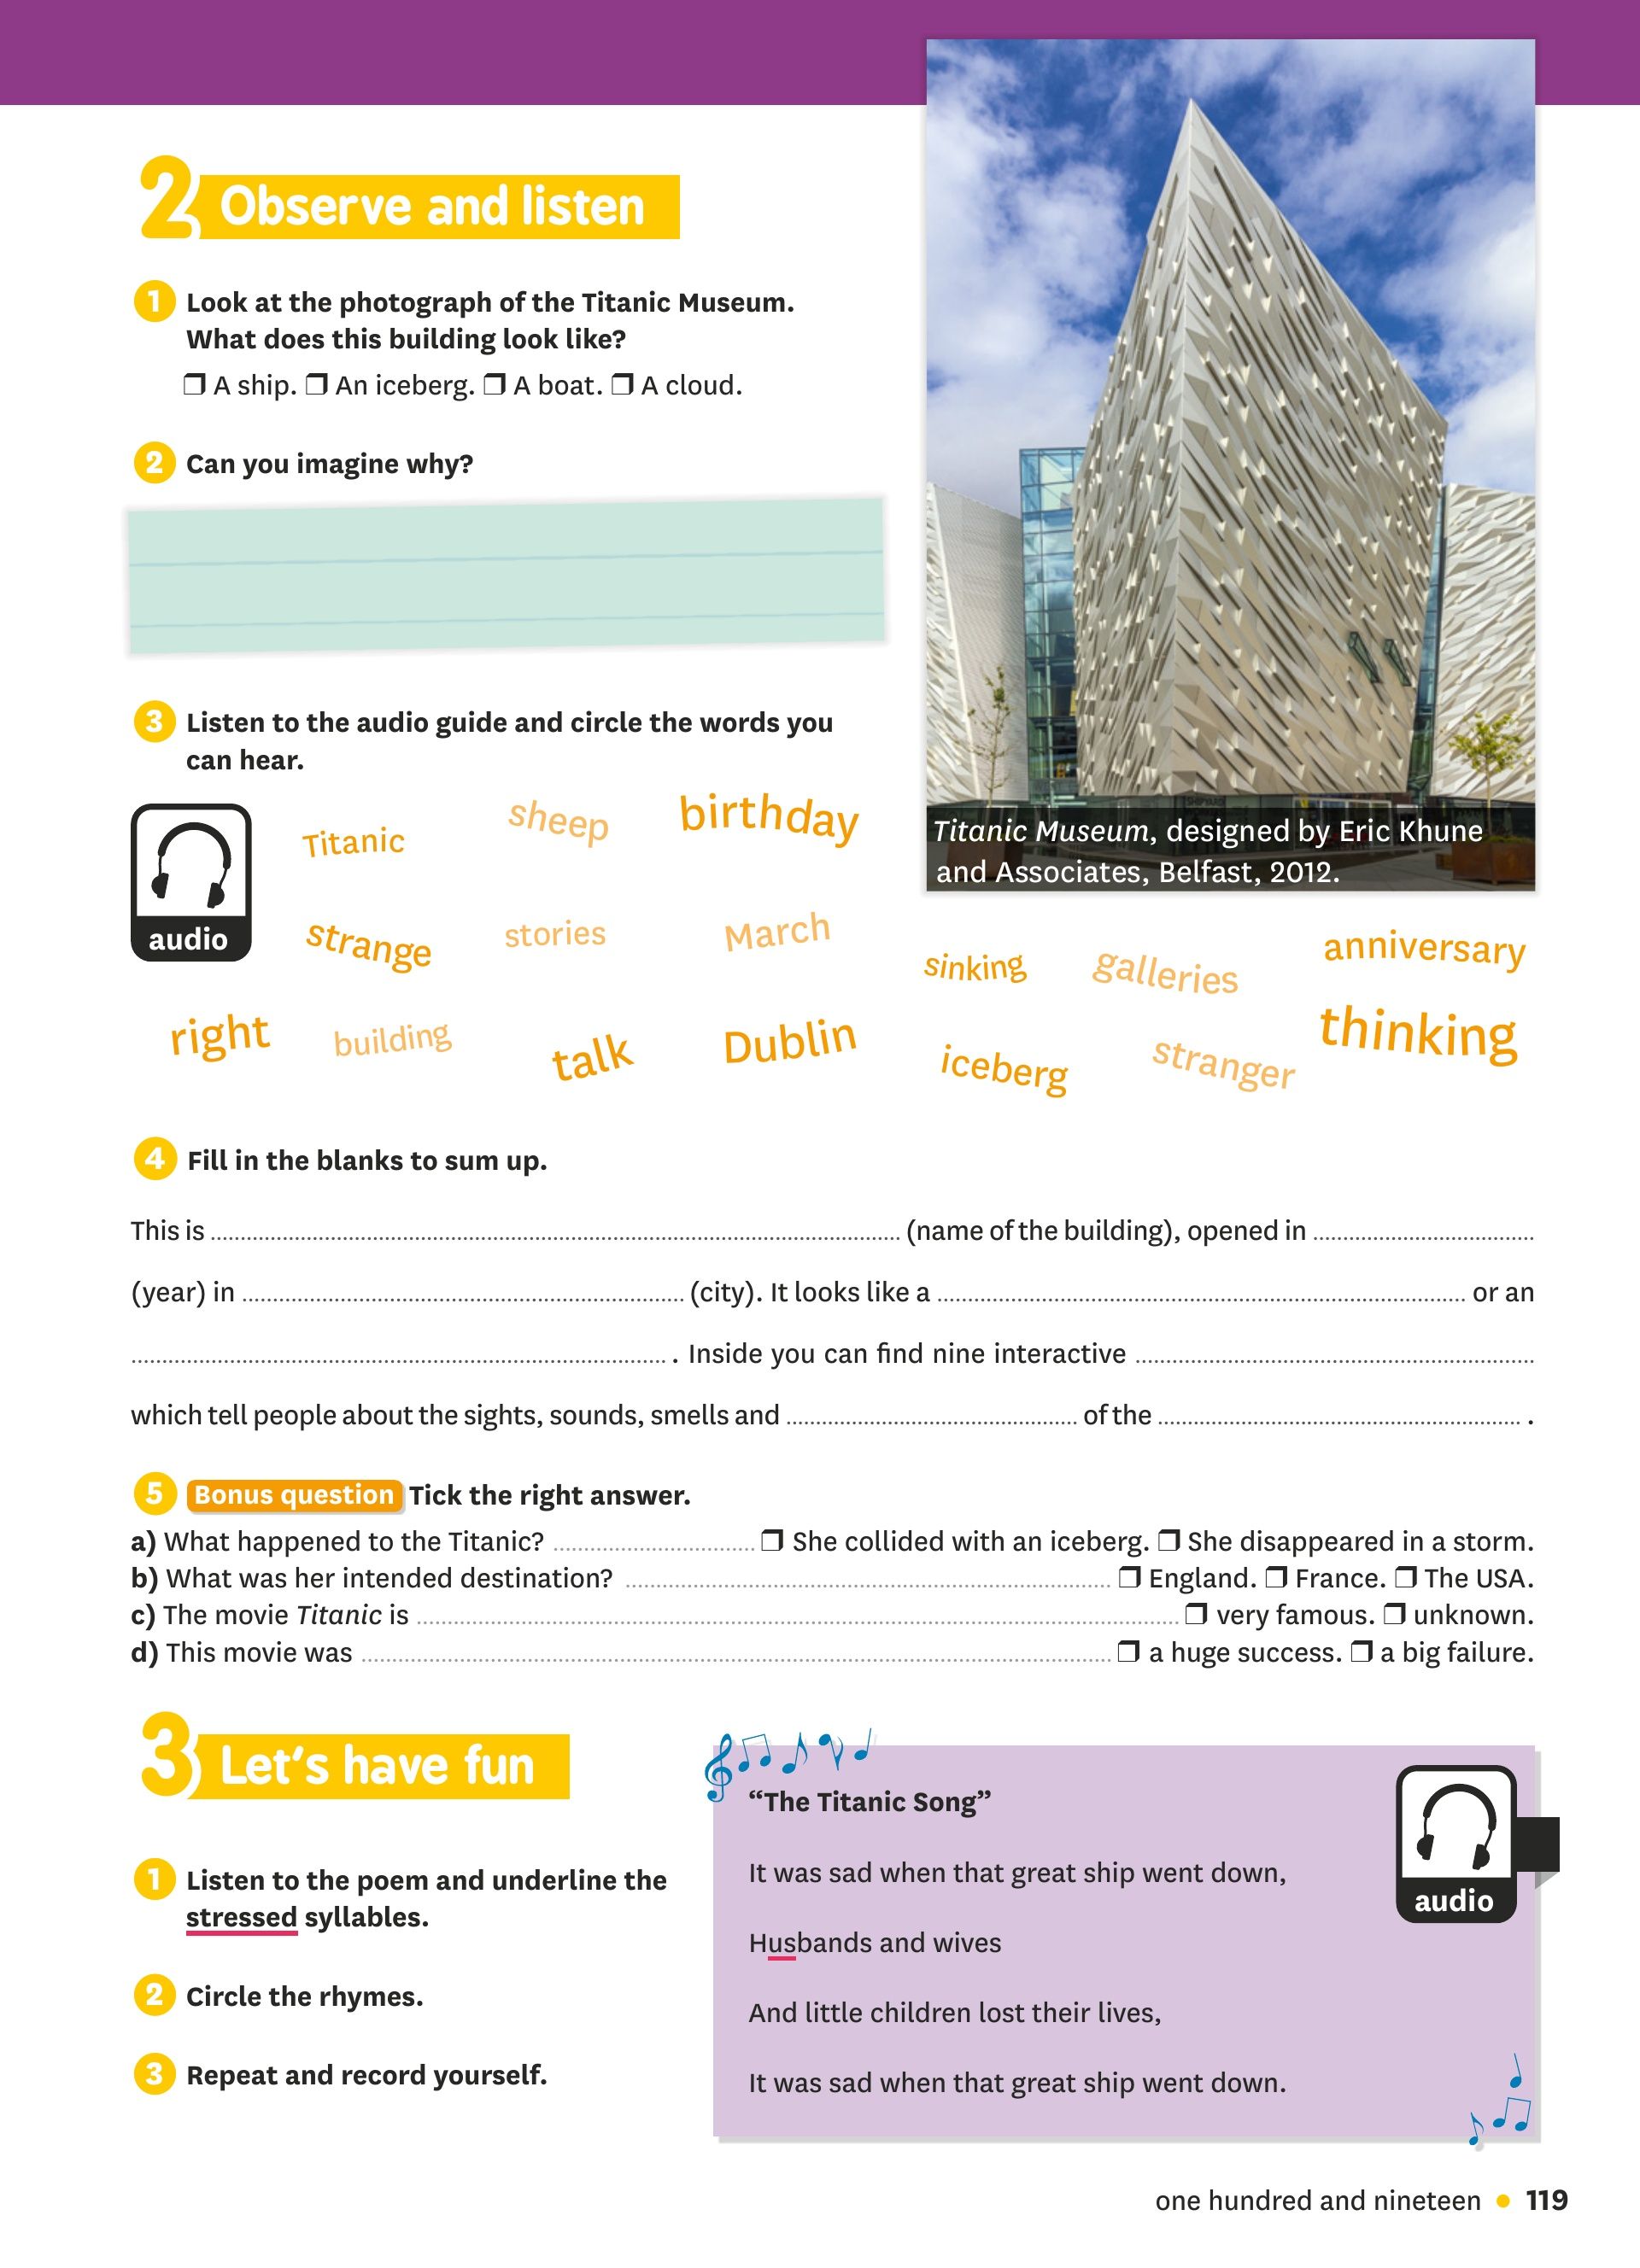 2 Observe and listen
1 Look at the photograph of the Titanic Museum.
What does this building look like?
❒ A ship. ❒ An iceberg. ❒ A boat. ❒ A cloud.
2 Can you imagine why?
3 Listen to the audio guide and circle the words you
can hear.
Titanic Museum, designed by Eric Khune
and Associates, Belfast, 2012.
audio
Titanic sheep birthday
strange stories March
sinking galleries anniversary
right building talk Dublin
iceberg stranger thinking
4 Fill in the blanks to sum up.
This is ........ (name of the building), opened in ........
(year) in ........ (city). It looks like a ........ or an
........ . Inside you can find nine interactive ........
which tell people about the sights, sounds, smells and ........ of the ........ .
5 Bonus question Tick the right answer.
a) What happened to the Titanic? ........ ❒ She collided with an iceberg. ❒ She disappeared in a storm.
b) What was her intended destination? ........ ❒ England. ❒ France. ❒ The USA.
c) The movie Titanic is ........ ❒ very famous. ❒ unknown.
d) This movie was ........ ❒ a huge success. ❒ a big failure.
3 Let's have fun
1 Listen to the poem and underline the
stressed syllables.
2 Circle the rhymes.
3 Repeat and record yourself.
“The Titanic Song”
It was sad when that great ship went down,
Husbands and wives
And little children lost their lives,
It was sad when that great ship went down.
audio
one hundred and nineteen • 119